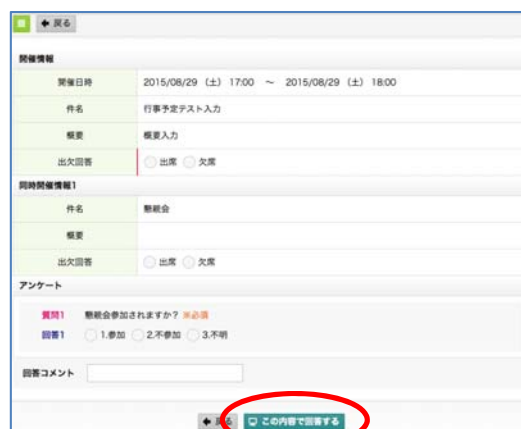 戻る
開催情報
開催日時 2015/08/29 (土) 17:00 ~ 2015/08/29 (土) 18:00
件名 行事予定テスト入力
概要 概要入力
出欠回答 出席 欠席
同時開催情報1
件名 懇親会
概要
出欠回答 出席 欠席
アンケート
質問1 懇親会参加されますか? ※必須
回答1 1.参加 2.不参加 3.不明
回答コメント
戻る この内容で回答する